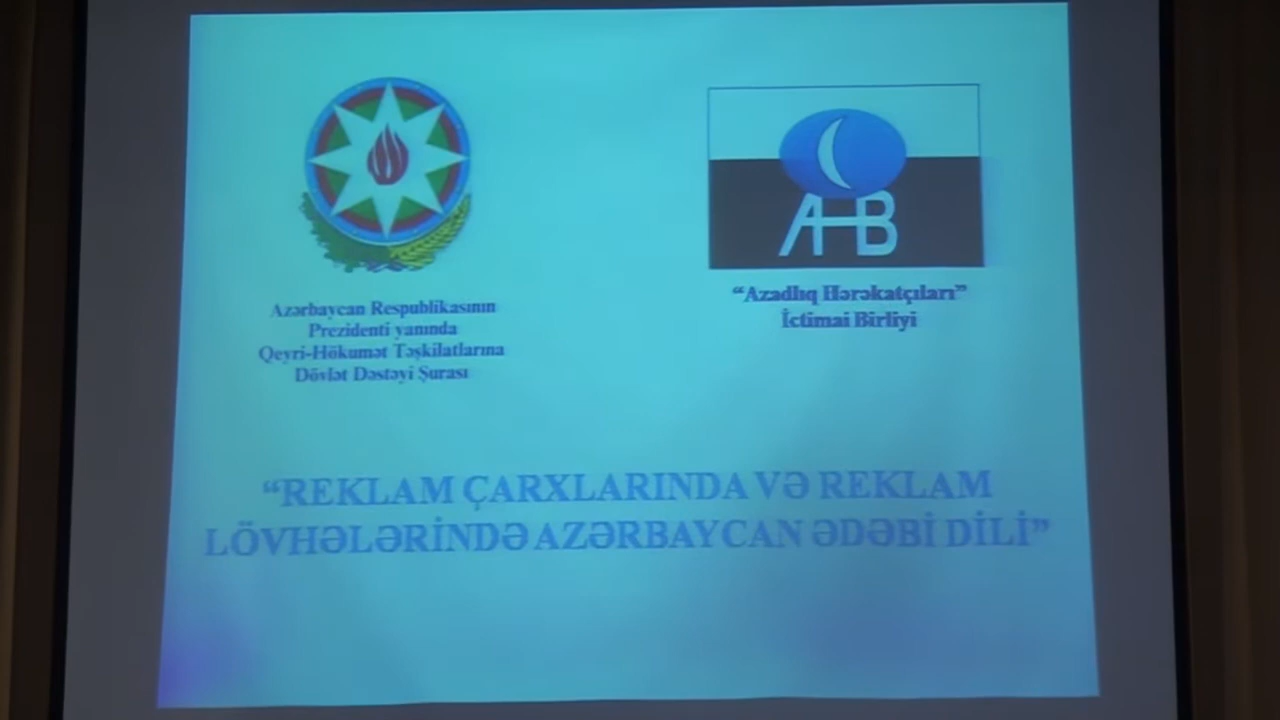 Azərbaycan Respublikasının
Prezidenti yanında
Qeyri-Hökumət Təşkilatlarına
Dövlət Dəstəyi Şurası
AHB
“Azadlıq Hərəkatçıları”
İctimai Birliyi
“REKLAM ÇARXLARINDA VƏ REKLAM
LÖVHƏLƏRİNDƏ AZƏRBAYCAN ƏDƏBİ DİLİ”